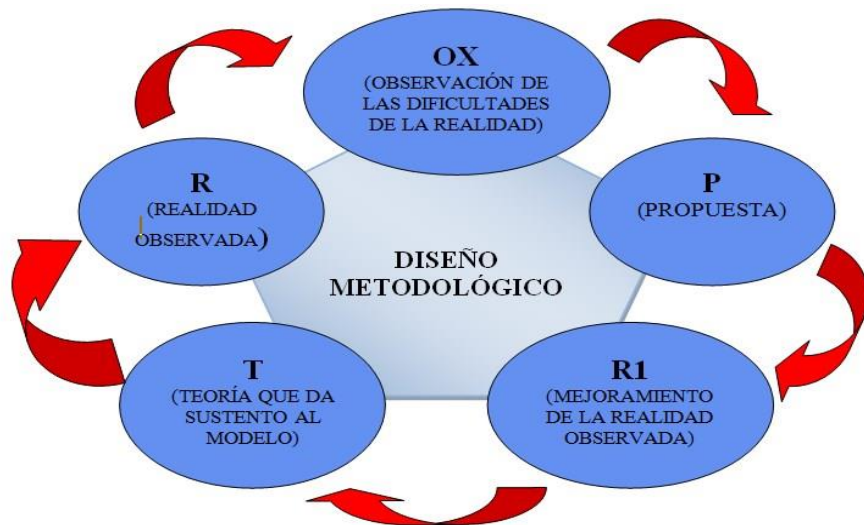 OX
(OBSERVACIÓN DE
LAS DIFICULTADES
DE LA REALIDAD)
R
(REALIDAD
OBSERVADA)
P
(PROPUESTA)
DISEÑO
METODOLÓGICO
T
(TEORÍA QUE DA
SUSTENTO AL
MODELO)
R1
(MEJORAMIENTO
DE LA REALIDAD
OBSERVADA)